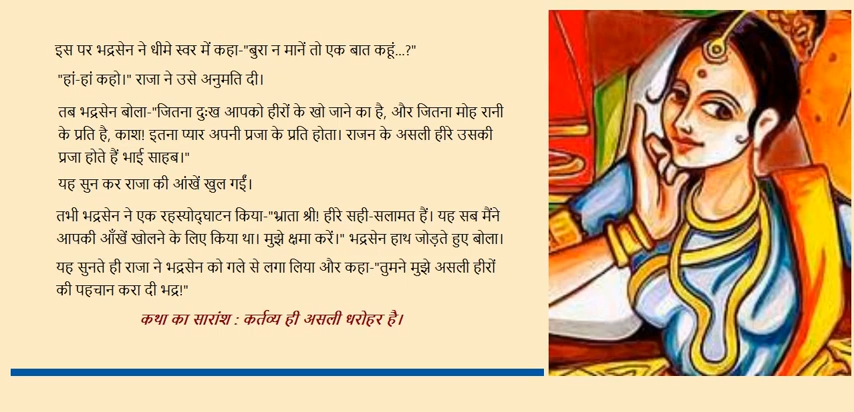 इस पर भद्रसेन ने धीमे स्वर में कहा-"बुरा न मानें तो एक बात कहूं...?"
"हां-हां कहो।" राजा ने उसे अनुमति दी।
तब भद्रसेन बोला-"जितना दुःख आपको हीरों के खो जाने का है, और जितना मोह रानी
के प्रति है, काश! इतना प्यार अपनी प्रजा के प्रति होता। राजन के असली हीरे उसकी
प्रजा होते हैं भाई साहब।"
यह सुन कर राजा की आंखें खुल गईं।
तभी भद्रसेन ने एक रहस्योद्घाटन किया-"भ्राता श्री! हीरे सही-सलामत हैं। यह सब मैंने
आपकी आँखें खोलने के लिए किया था। मुझे क्षमा करें।" भद्रसेन हाथ जोड़ते हुए बोला।
यह सुनते ही राजा ने भद्रसेन को गले से लगा लिया और कहा-"तुमने मुझे असली हीरों
की पहचान करा दी भद्र!"
कथा का सारांश : कर्तव्य ही असली धरोहर है।